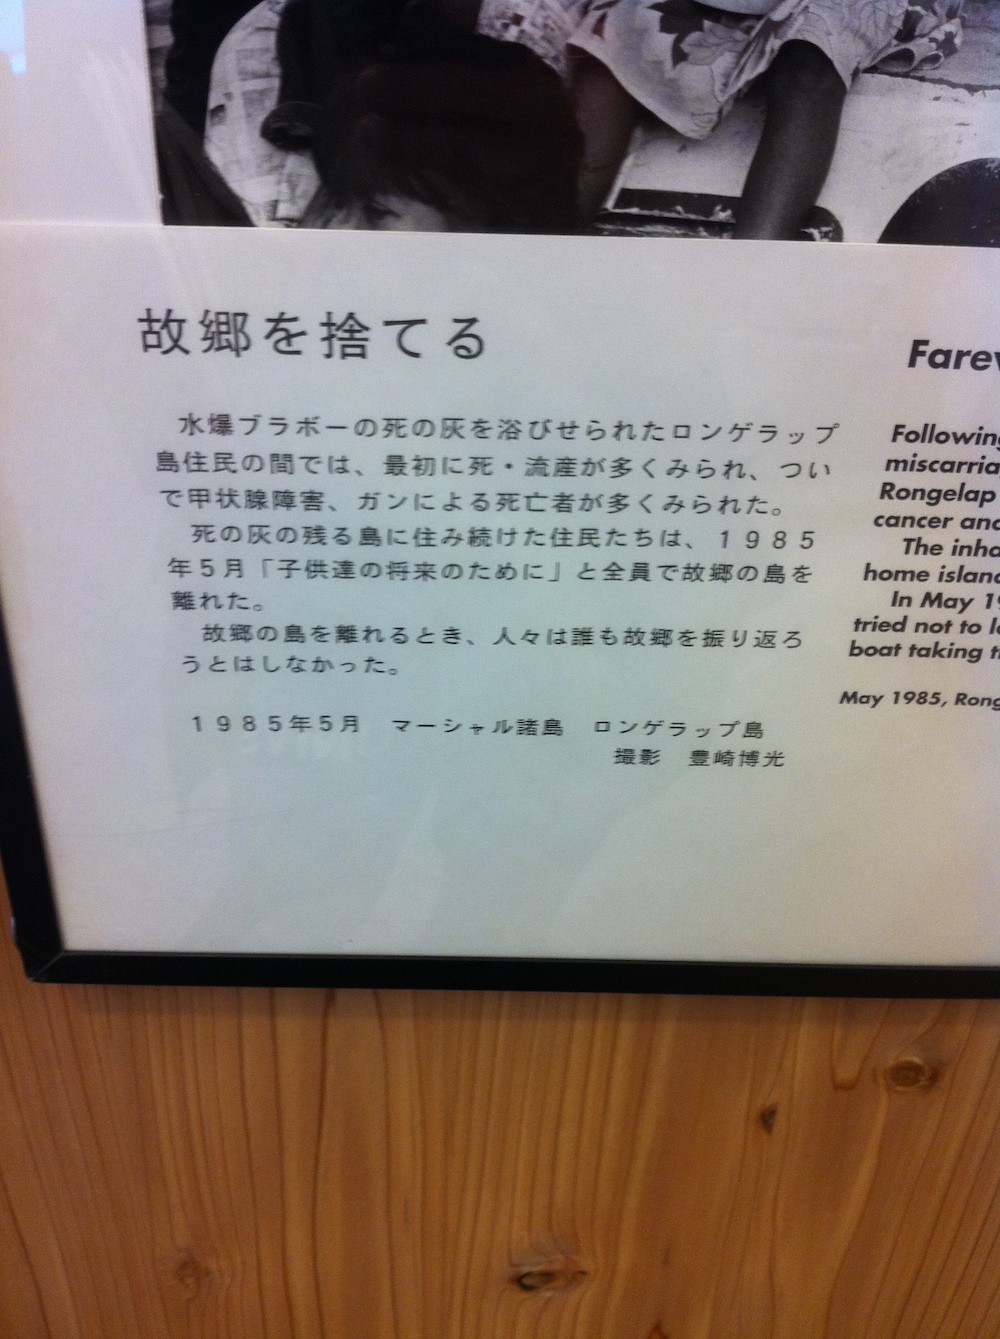 故郷を捨てる
水爆ブラボーの死の灰を浴びせられたロンゲラップ
島住民の間では、最初に死・流産が多くみられ、つい
で甲状腺障害、ガンによる死亡者が多くみられた。
死の灰の残る島に住み続けた住民たちは、１９８５
年５月「子供達の将来のために」と全員で故郷の島を
離れた。
故郷の島を離れるとき、人々は誰も故郷を振り返ろ
うとはしなかった。
１９８５年５月　マーシャル諸島　ロンゲラップ島
撮影　豊崎博光
Following
miscarria
Rongelap
cancer and
The inha
home island
In May 19
tried not to
boat taking
May 1985, Rong